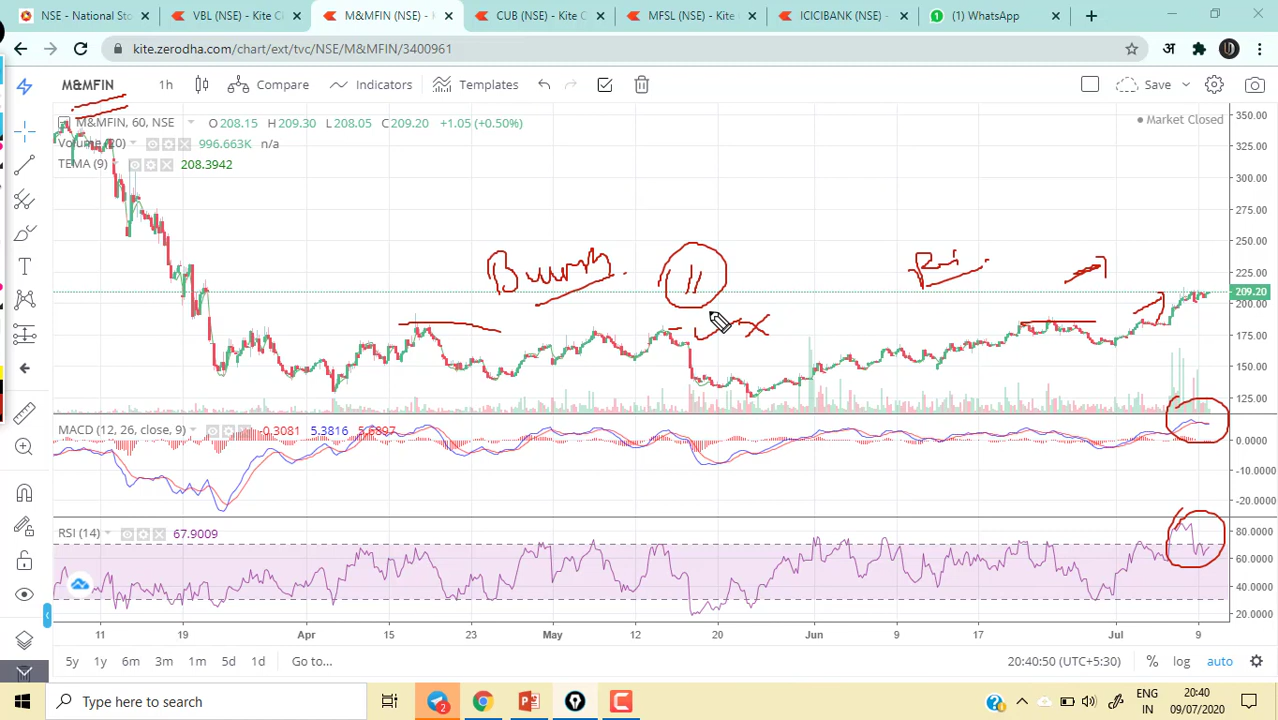 NSE - National Sto
VBL (NSE) - Kite C
M&MFIN (NSE) - K
CUB (NSE) - Kite C
MFSL (NSE) - Kite
ICICIBANK (NSE) -
(1) WhatsApp
kite.zerodha.com/chart/ext/tvc/NSE/M&MFIN/3400961
अ
M&MFIN
1h
Compare
Indicators
Templates
Save
M&MFIN, 60, NSE
O208.15 H209.30 L208.05 C209.20 +1.05 (+0.50%)
Volume (20) 996.663K n/a
TEMA (9) 208.3942
Market Closed
350.00
325.00
300.00
275.00
250.00
225.00
209.20
200.00
175.00
150.00
125.00
MACD (12, 26, close, 9) -0.3081 5.3816 5.6897
0.0000
-10.0000
-20.0000
RSI (14) 67.9009
80.0000
60.0000
40.0000
20.0000
11 19 Apr 15 23 May 12 20 Jun 9 17 Jul 9
5y 1y 6m 3m 1m 5d 1d Go to...
20:40:50 (UTC+5:30) % log auto
Type here to search
2
ENG
IN
20:40
09/07/2020